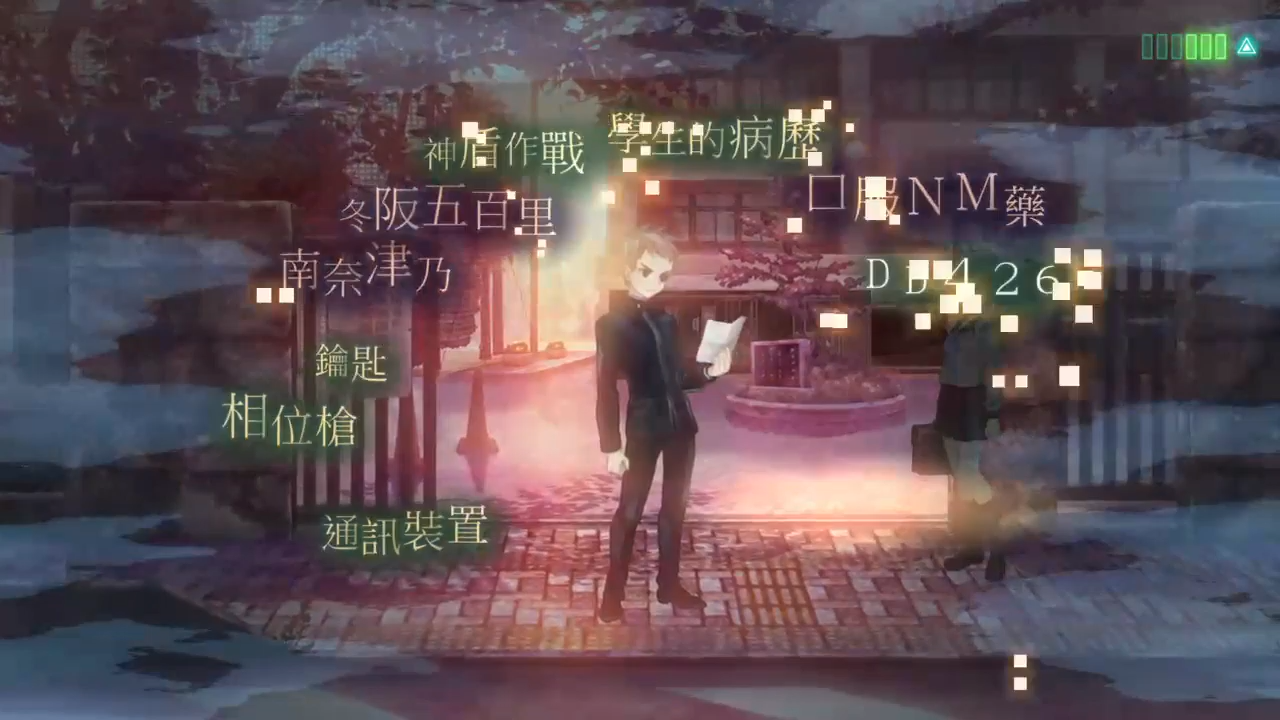 神盾作戰
學生的病歷
冬阪五百里
口服NM藥
南奈津乃
DD426
鑰匙
相位槍
通訊裝置